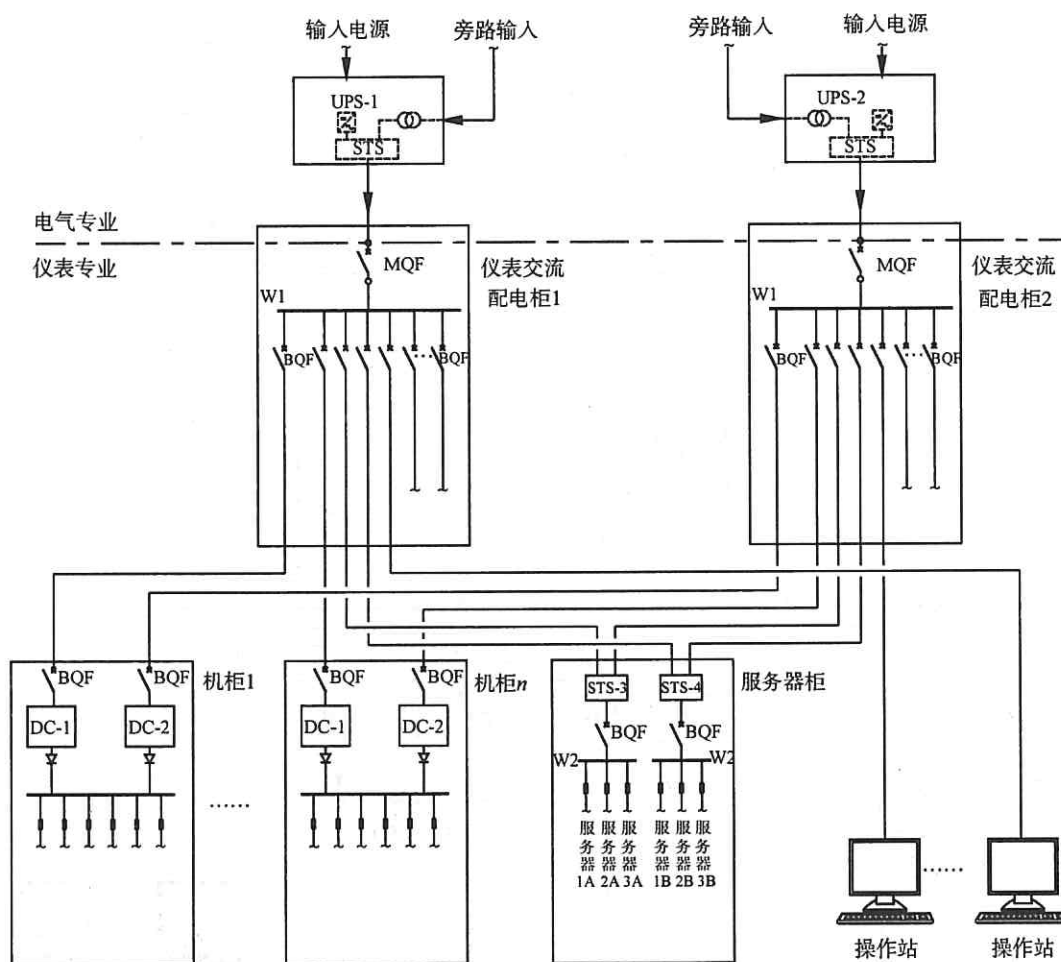 输入电源
旁路输入
旁路输入
输入电源
UPS-1
STS
UPS-2
STS
电气专业
仪表专业
MQF
仪表交流
配电柜1
W1
BQF
BQF
MQF
仪表交流
配电柜2
W1
BQF
BQF
BQF
BQF
机柜1
DC-1
DC-2
......
BQF
BQF
机柜n
DC-1
DC-2
STS-3
STS-4
服务器柜
BQF
BQF
W2
W2
服务器1A
服务器2A
服务器3A
服务器1B
服务器2B
服务器3B
......
操作站
操作站